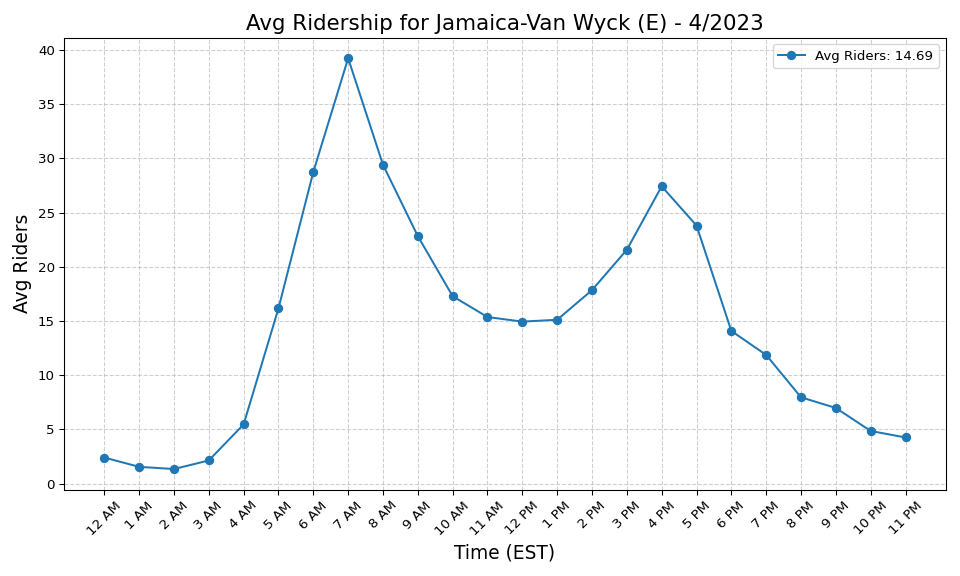 Avg Ridership for Jamaica-Van Wyck (E) - 4/2023
Avg Riders: 14.69
Avg Riders
40
35
30
25
20
15
10
5
0
12 AM
1 AM
2 AM
3 AM
4 AM
5 AM
6 AM
7 AM
8 AM
9 AM
10 AM
11 AM
12 PM
1 PM
2 PM
3 PM
4 PM
5 PM
6 PM
7 PM
8 PM
9 PM
10 PM
11 PM
Time (EST)